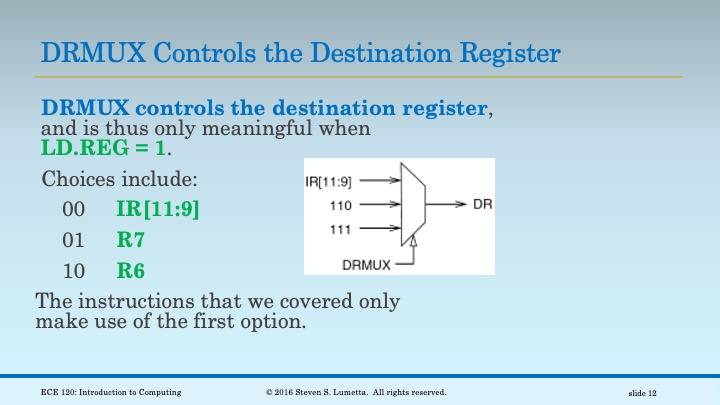 DRMUX Controls the Destination Register
DRMUX controls the destination register,
and is thus only meaningful when
LD.REG = 1.
Choices include:
00 IR[11:9]
01 R7
10 R6
IR[11:9]
110
111
DR
DRMUX
The instructions that we covered only
make use of the first option.
ECE 120: Introduction to Computing © 2016 Steven S. Lumetta. All rights reserved. slide 12